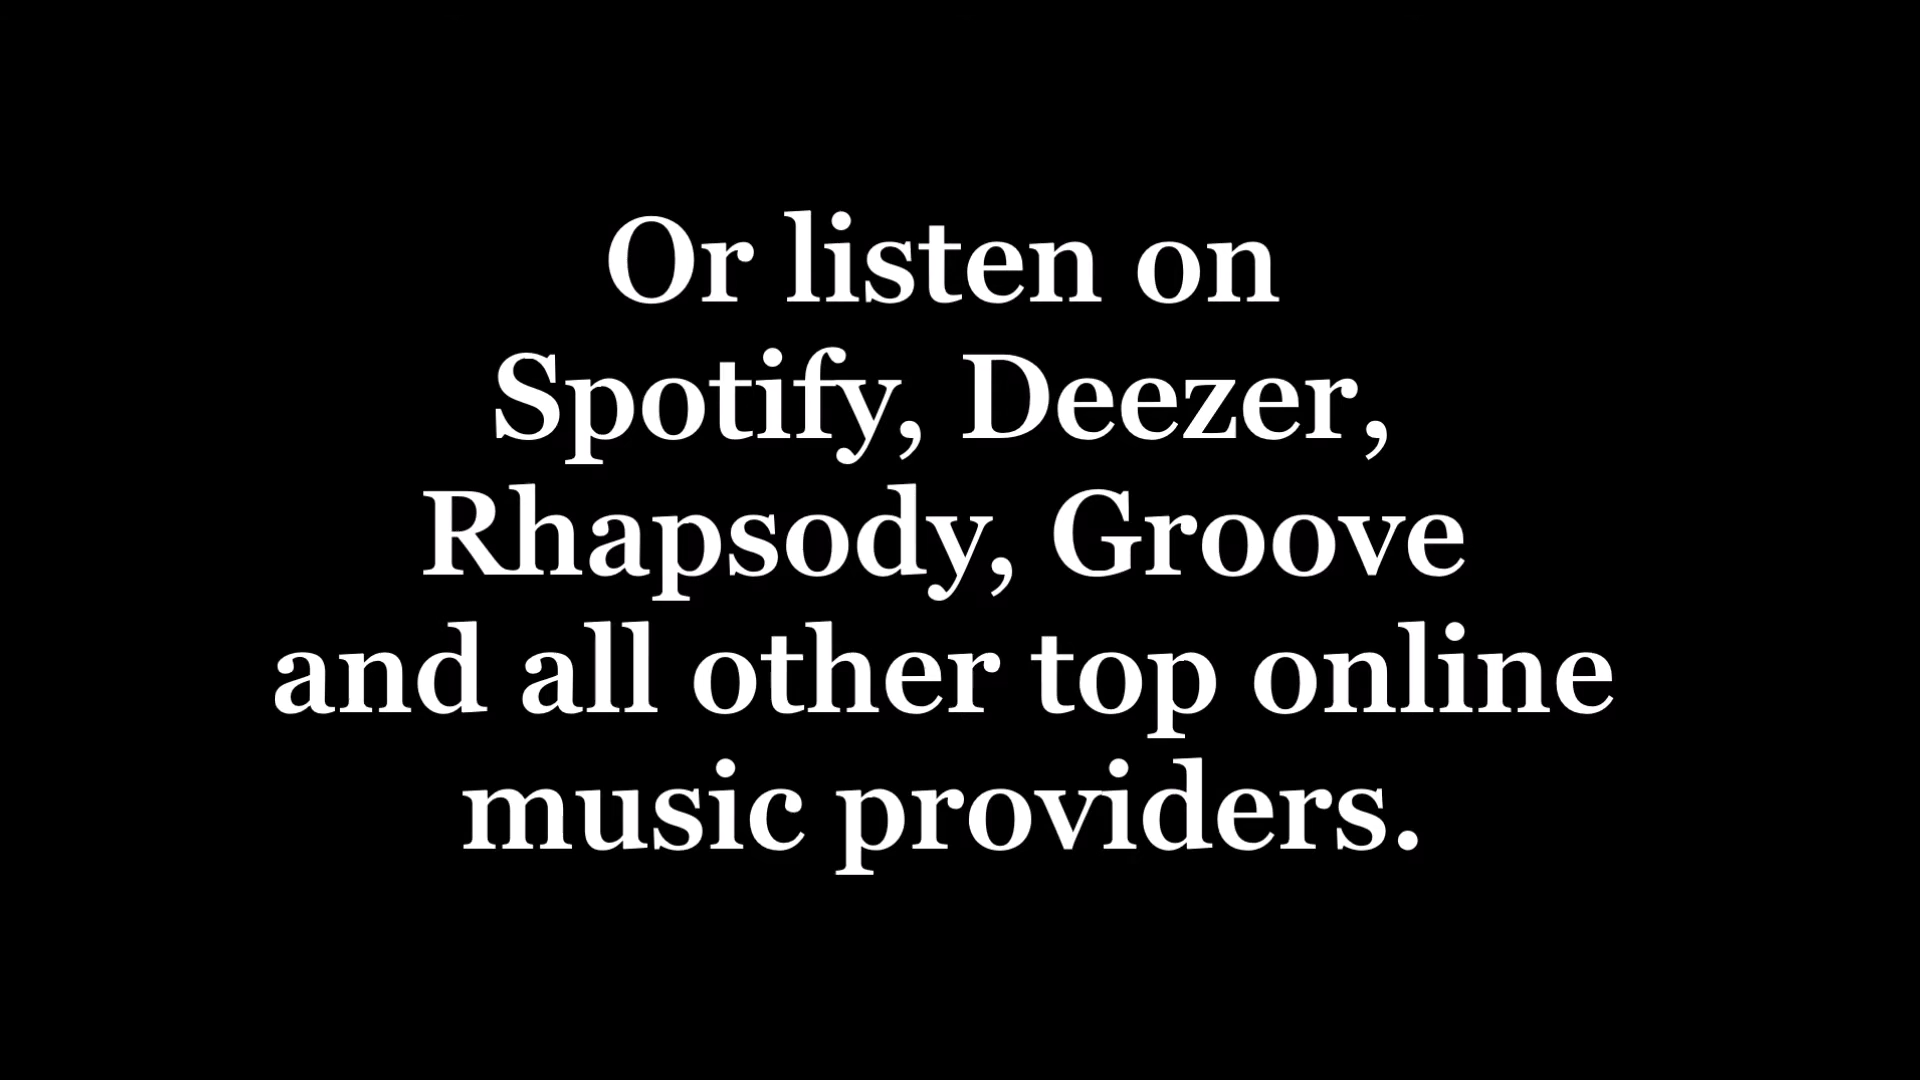 Or listen on
Spotify, Deezer,
Rhapsody, Groove
and all other top online
music providers.